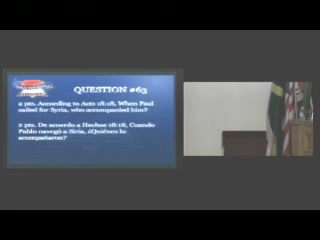 QUESTION #63
2 pts. According to Acts 18:18, When Paul
sailed for Syria, who accompanied him?
2 pts. De acuerdo a Hechos 18:18, Cuando
Pablo navegó a Siria, ¿Quiénes lo
acompañaron?